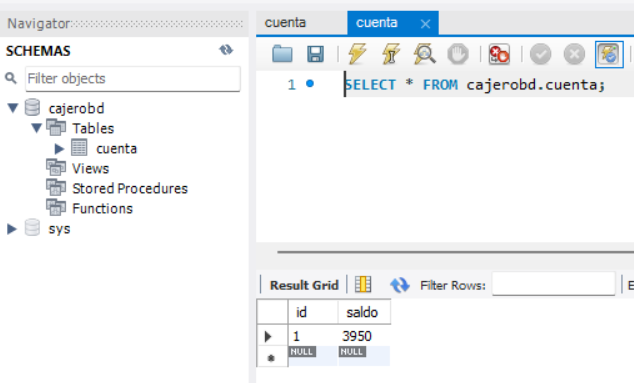 Navigator
SCHEMAS
Filter objects
cajerobd
Tables
cuenta
Views
Stored Procedures
Functions
sys
cuenta
cuenta ×
1
SELECT * FROM cajerobd.cuenta;
Result Grid
Filter Rows:
E
id saldo
1 3950
NULL NULL